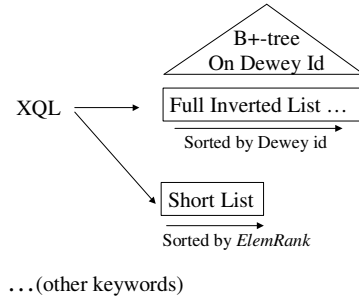 B+-tree
On Dewey Id
XQL
Full Inverted List …
Sorted by Dewey id
Short List
Sorted by ElemRank
…(other keywords)